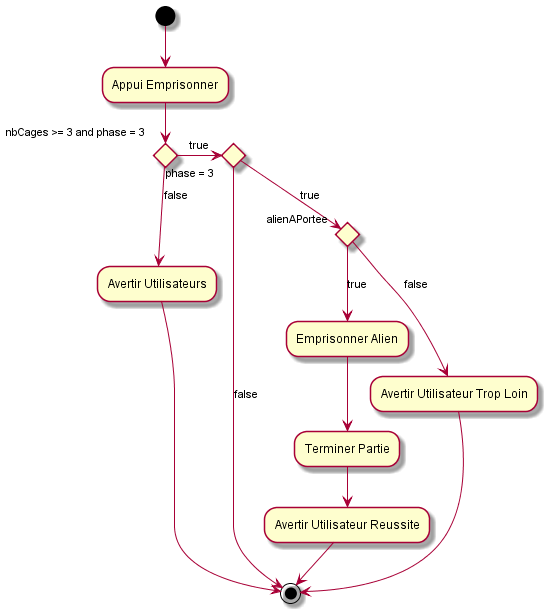 Appui Emprisonner
nbCages >= 3 and phase = 3
true
phase = 3
false
true
alienAPortee
Avertir Utilisateurs
true
false
Emprisonner Alien
false
Avertir Utilisateur Trop Loin
Terminer Partie
Avertir Utilisateur Reussite